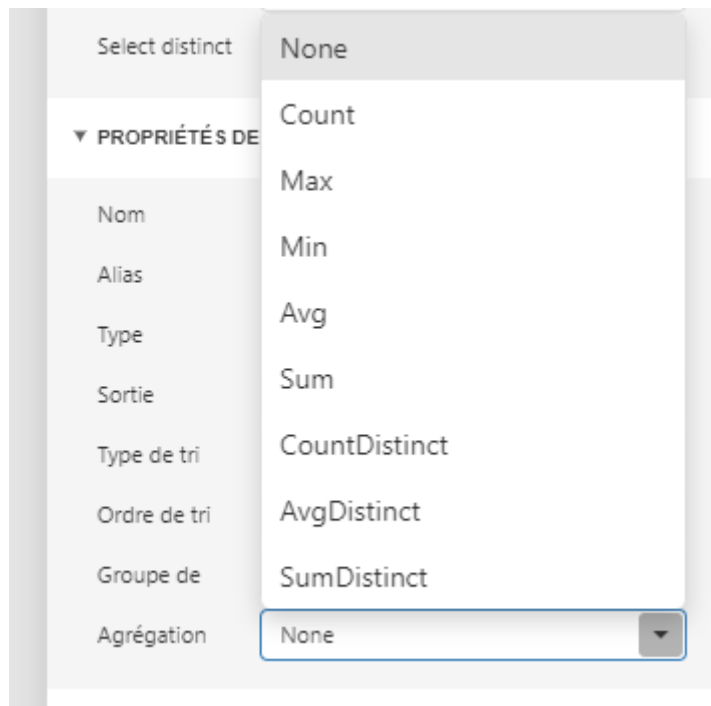 Select distinct
None
Count
PROPRIÉTÉS DE
Max
Nom
Min
Alias
Avg
Type
Sum
Sortie
CountDistinct
Type de tri
AvgDistinct
Ordre de tri
SumDistinct
Groupe de
Agrégation
None